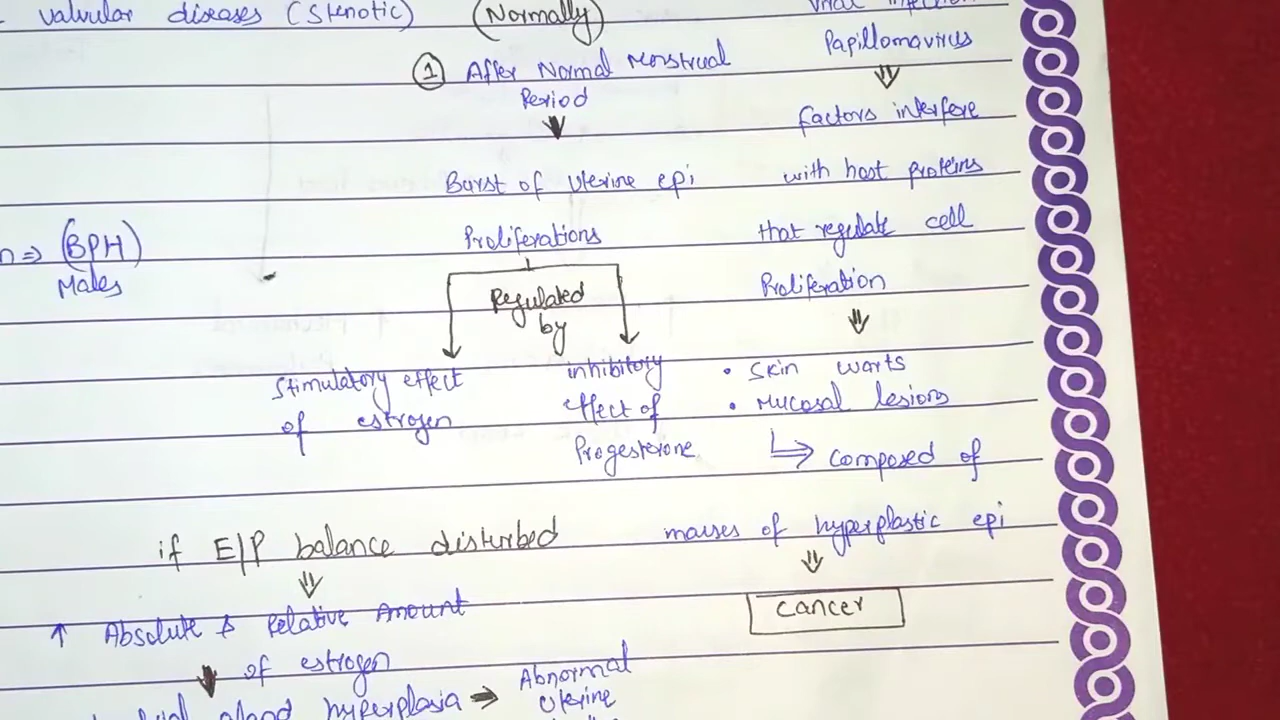 valvular diseases (Stenotic)
(Normally)
① After Normal Menstrual
Period
Burst of Uterine epi
Proliferations
Regulated
by
Stimulatory effect
of estrogen
inhibitory
effect of
Progesterone
(BPH)
Males
if E/P balance disturbed
↑ Absolute & Relative Amount
of estrogen
gland hyperplasia → Abnormal
Uterine
Papillomavirus
factors interfere
with host proteins
that regulate cell
Proliferation
• Skin warts
• Mucosal lesions
composed of
masses of hyperplastic epi
Cancer